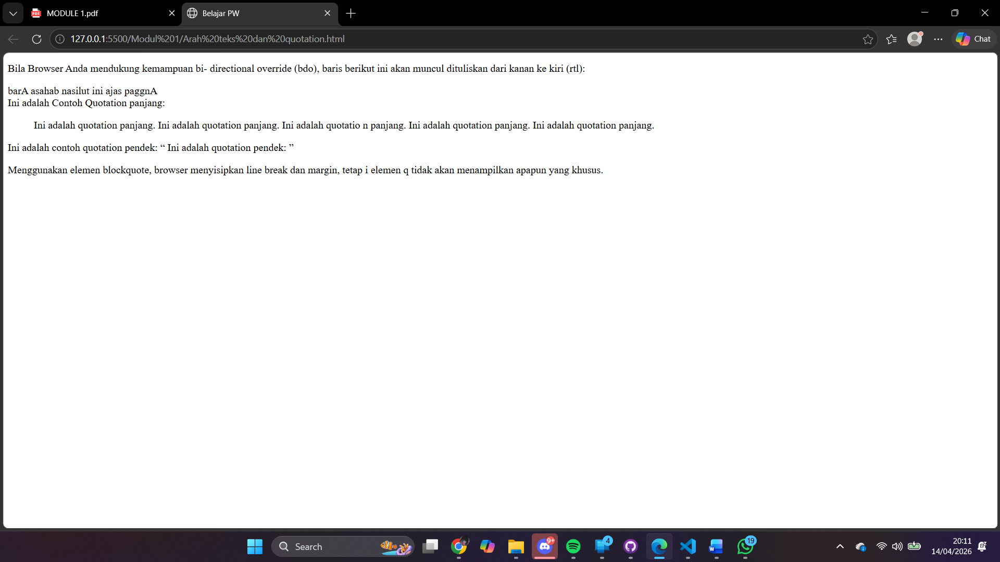 MODULE 1.pdf
Belajar PW
127.0.0.1:5500/Modul%201/Arah%20teks%20dan%20quotation.html
Chat
Bila Browser Anda mendukung kemampuan bi- directional override (bdo), baris berikut ini akan muncul dituliskan dari kanan ke kiri (rtl):
barA asahab nasilut ini ajas paggnA
Ini adalah Contoh Quotation panjang:
Ini adalah quotation panjang. Ini adalah quotation panjang. Ini adalah quotatio n panjang. Ini adalah quotation panjang. Ini adalah quotation panjang.
Ini adalah contoh quotation pendek: “ Ini adalah quotation pendek: ”
Menggunakan elemen blockquote, browser menyisipkan line break dan margin, tetap i elemen q tidak akan menampilkan apapun yang khusus.
Search
9+
4
19
20:11
14/04/2026